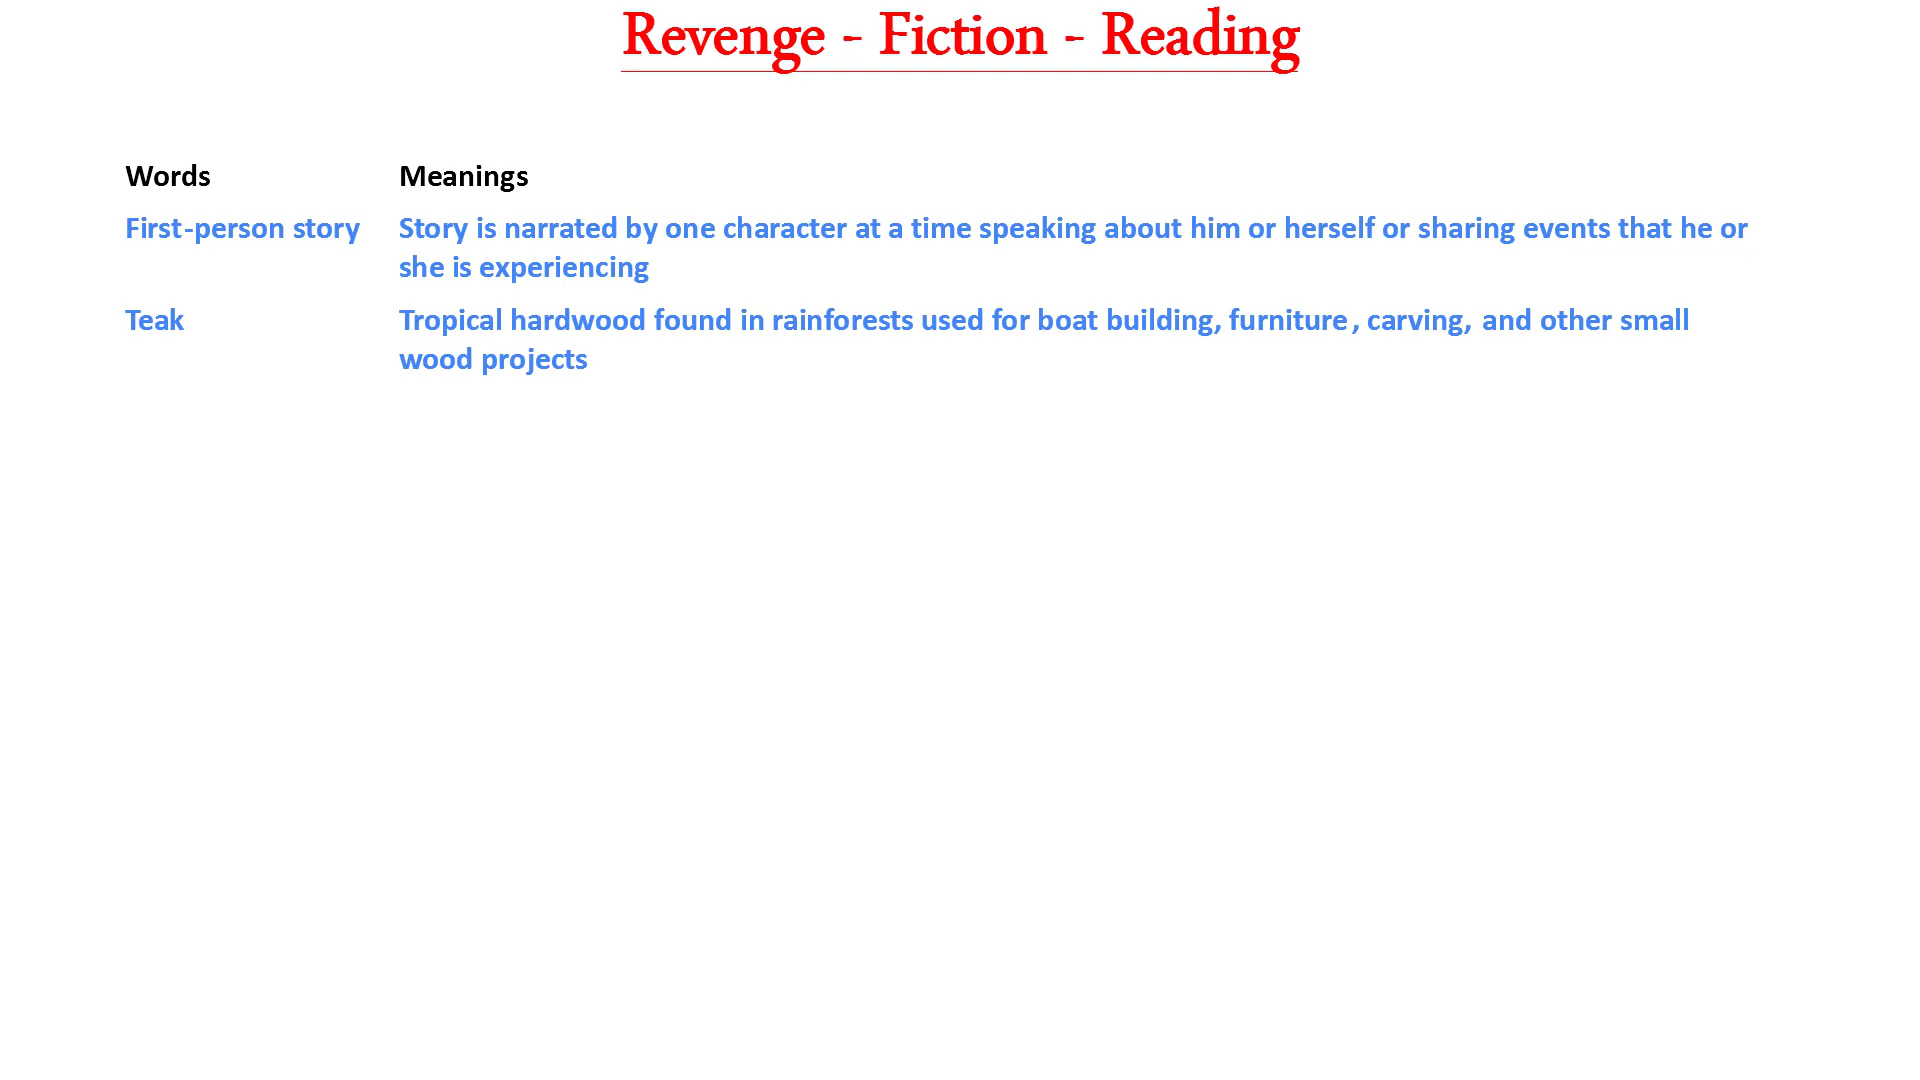 Revenge - Fiction - Reading
Words Meanings
First-person story Story is narrated by one character at a time speaking about him or herself or sharing events that he or
she is experiencing
Teak Tropical hardwood found in rainforests used for boat building, furniture, carving, and other small
wood projects